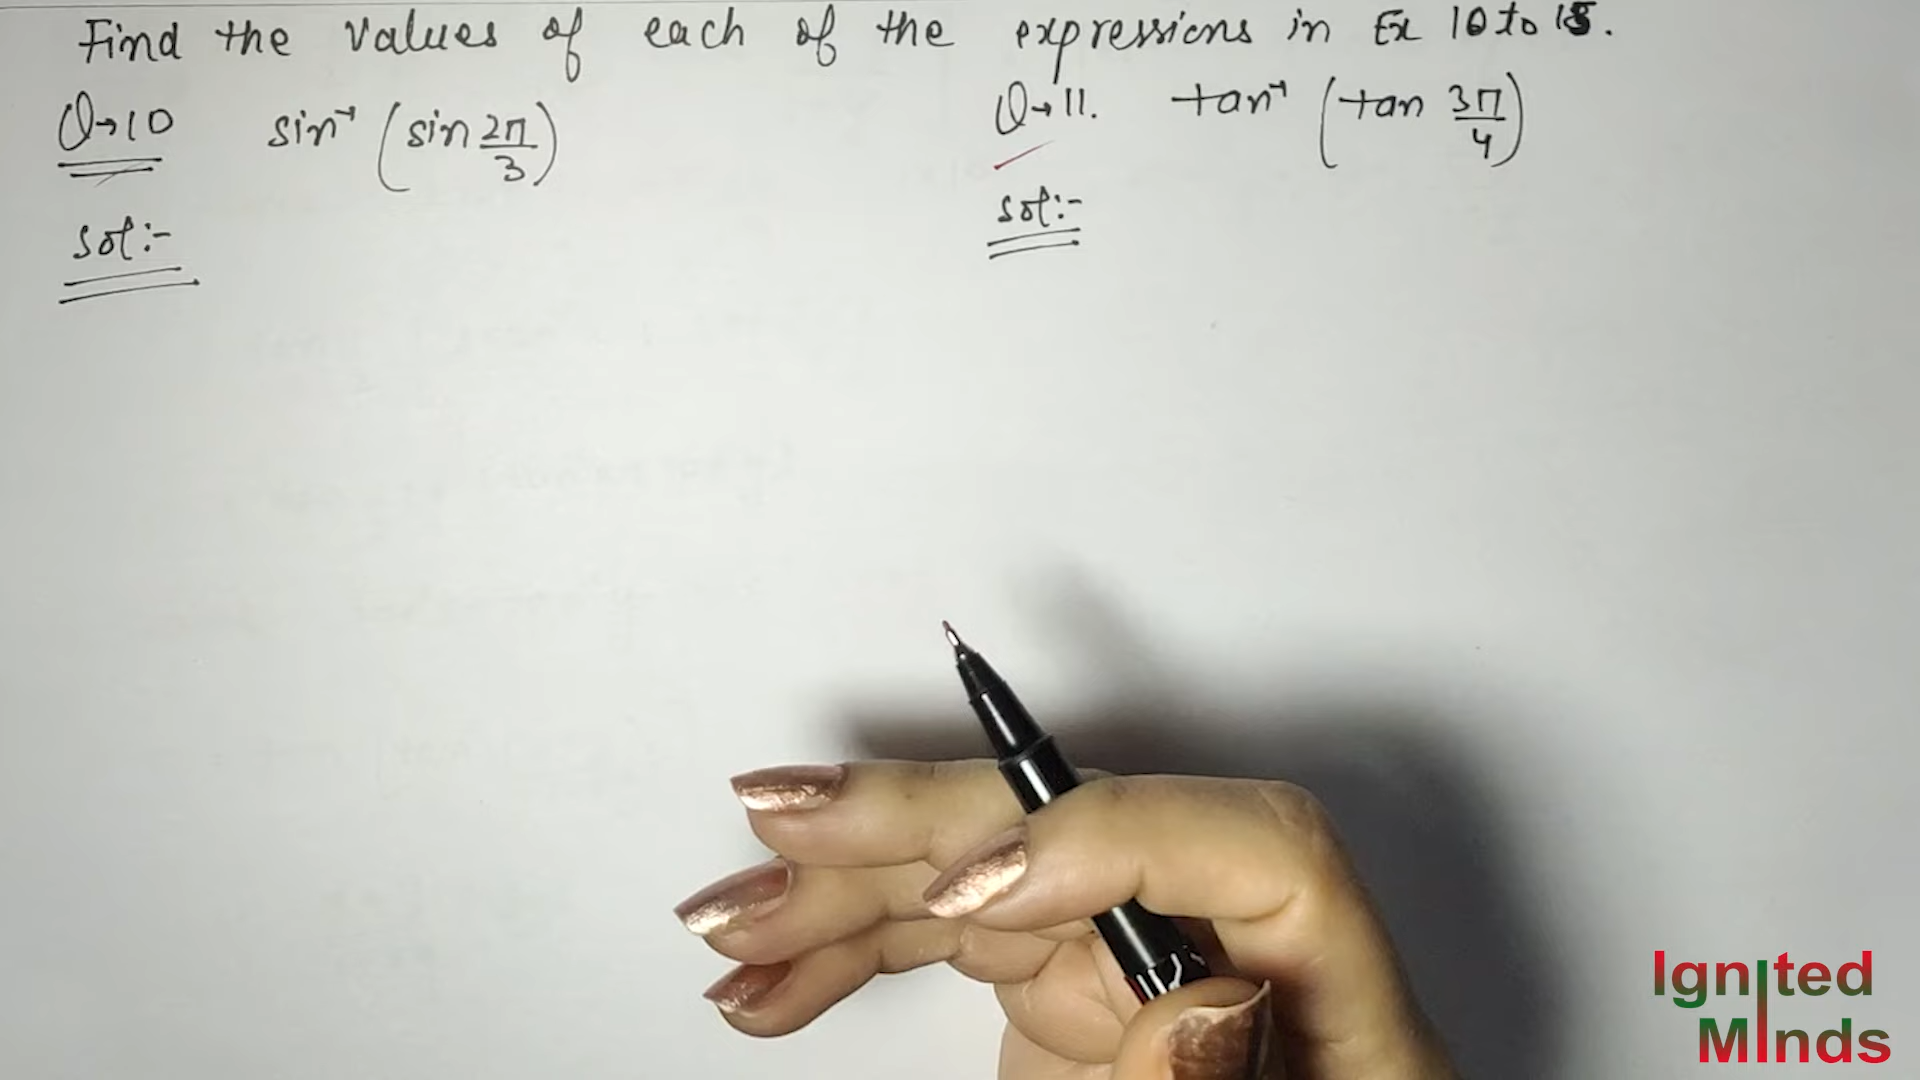 Find the values of each of the expressions in Ex 10 to 15.
Q→10 sin⁻¹ (sin 2π/3)
Sol:-
Q→11. tan⁻¹ (tan 3π/4)
Sol:-
Ignited
Minds